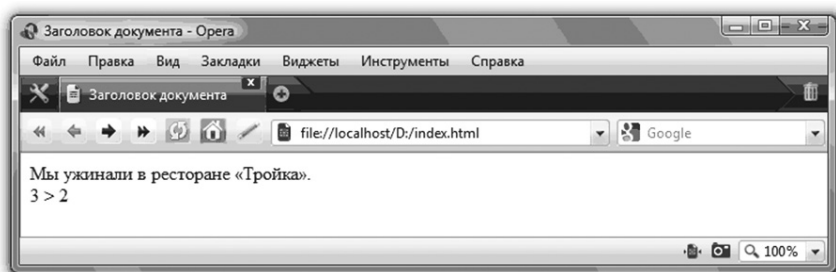 Заголовок документа - Opera
Файл Правка Вид Закладки Виджеты Инструменты Справка
Заголовок документа
file://localhost/D:/index.html Google
Мы ужинали в ресторане «Тройка».
3 > 2
100%